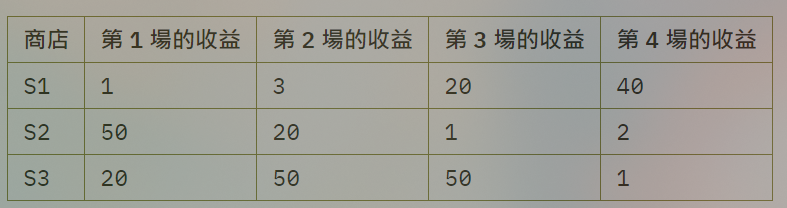 商店 第 1 場的收益 第 2 場的收益 第 3 場的收益 第 4 場的收益
S1 1 3 20 40
S2 50 20 1 2
S3 20 50 50 1